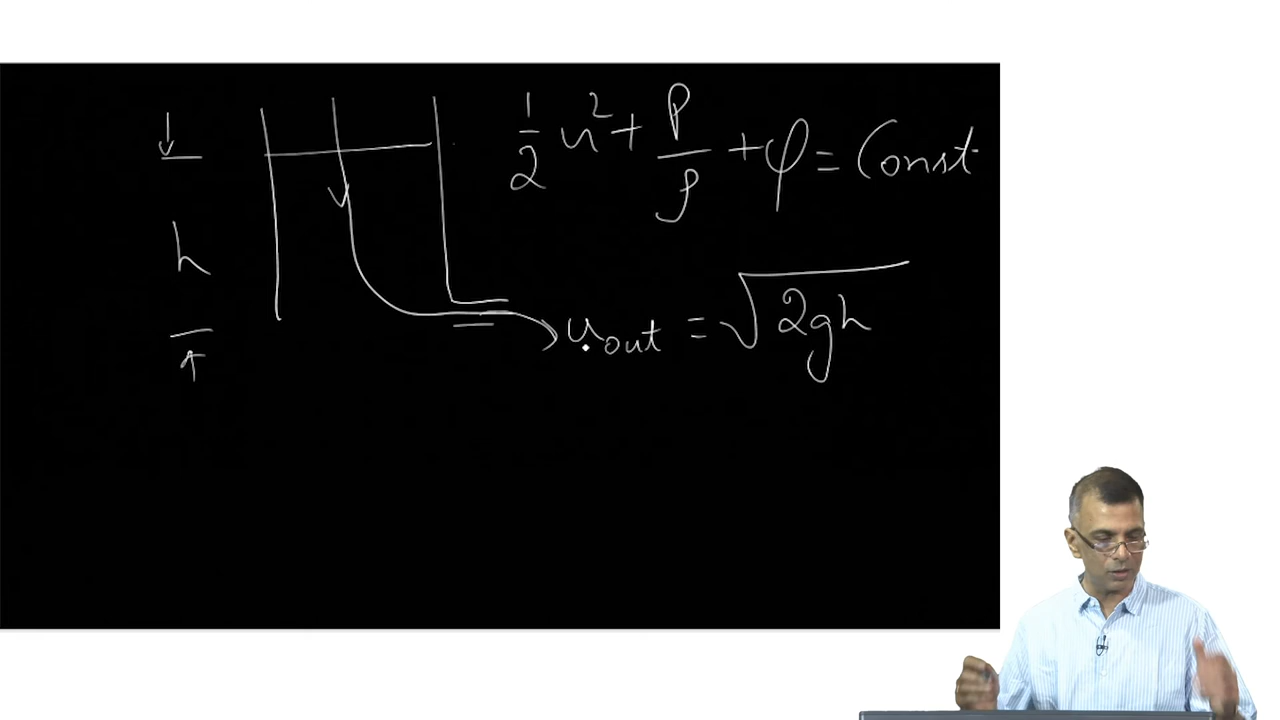 ½ u² + P/ρ + φ = Const
h
u_out = √2gh